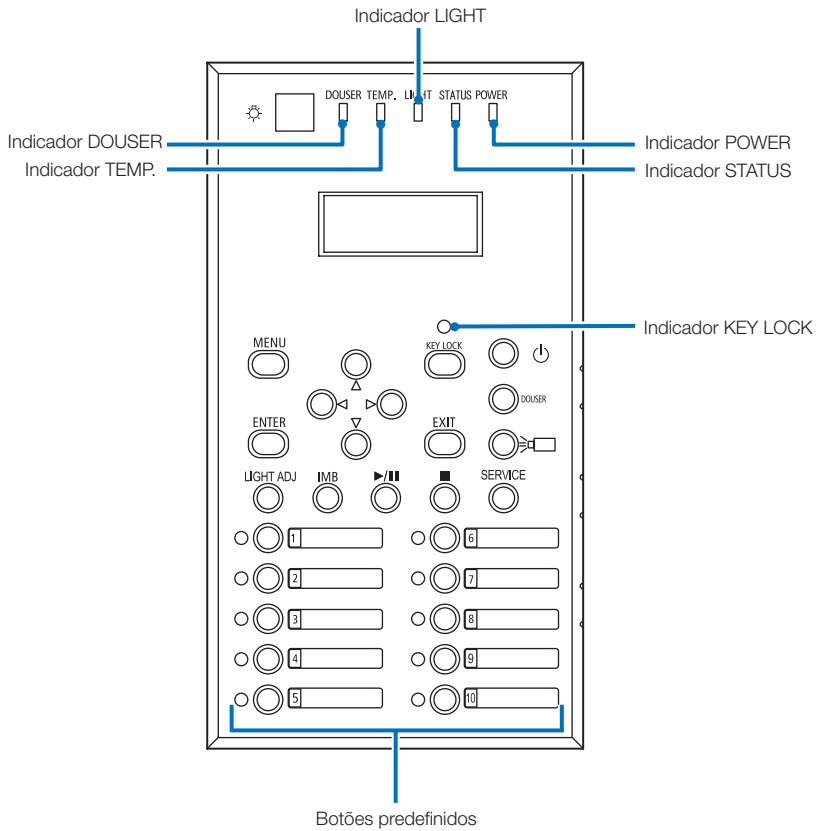 Indicador LIGHT
DOUSER TEMP. LIGHT STATUS POWER
Indicador DOUSER
Indicador TEMP.
Indicador POWER
Indicador STATUS
Indicador KEY LOCK
MENU
KEY LOCK
DOUSER
ENTER
EXIT
LIGHT ADJ IMB SERVICE
1 6
2 7
3 8
4 9
5 10
Botões predefinidos